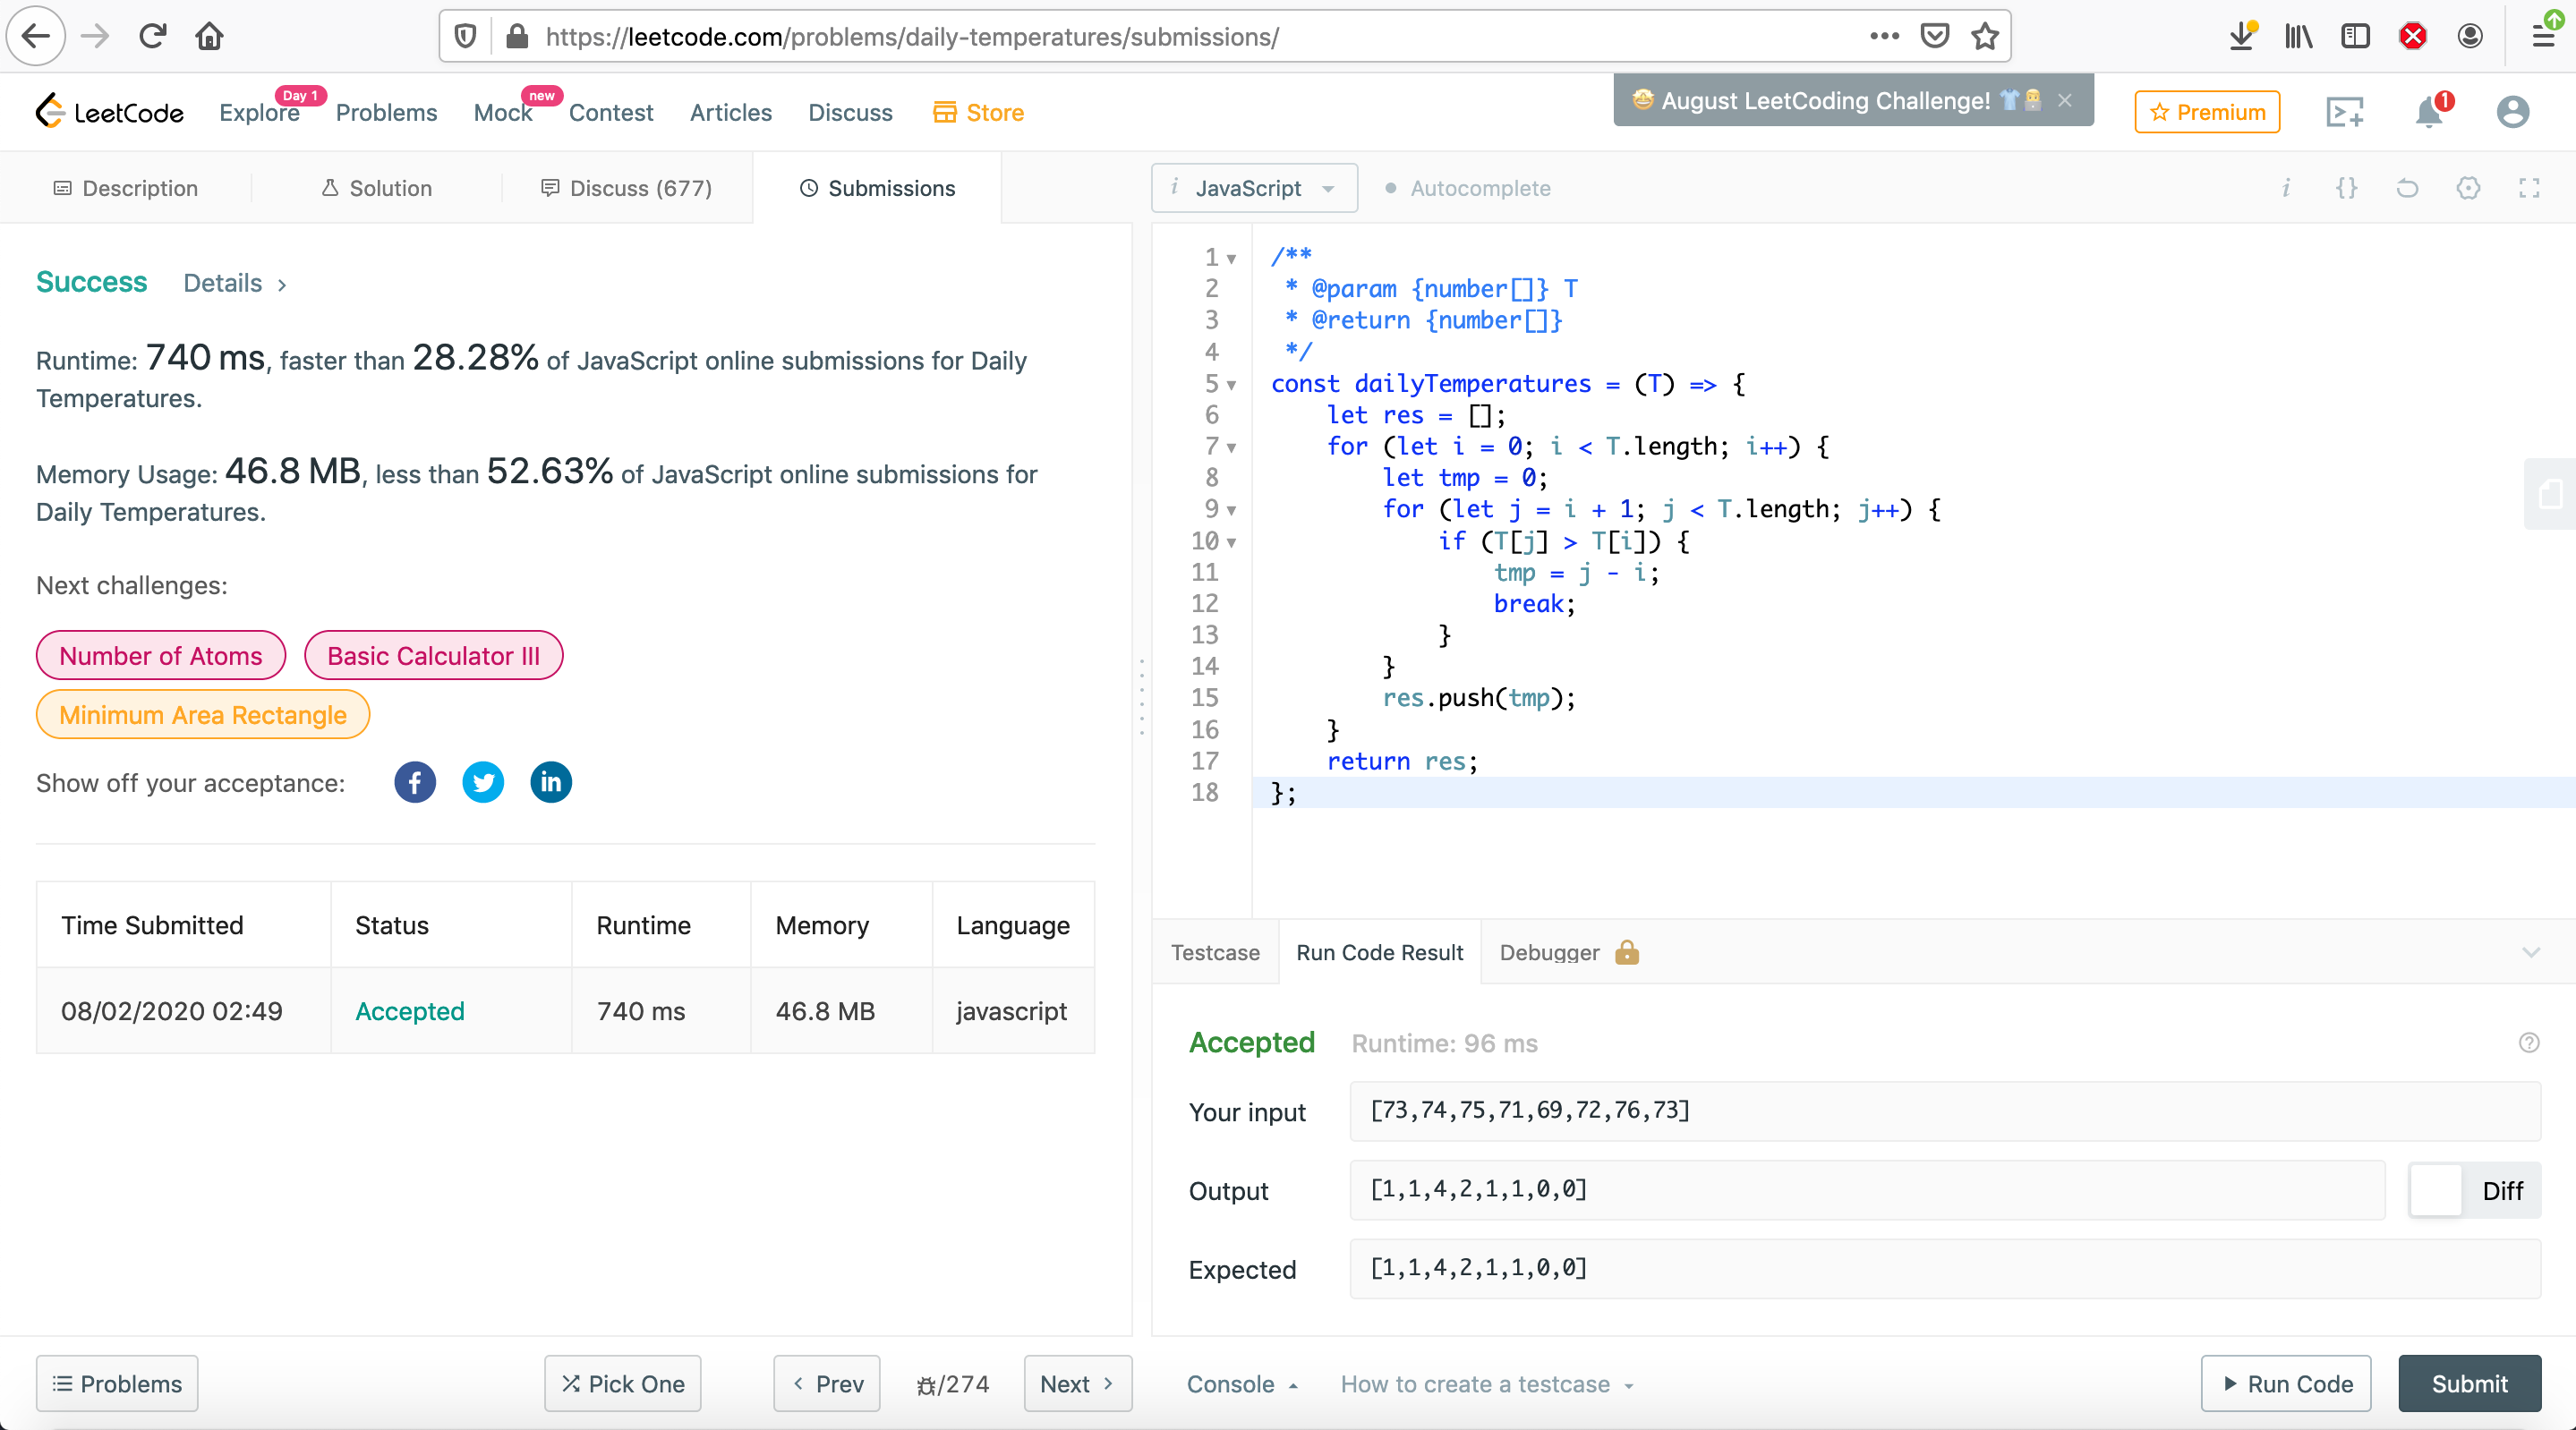 https://leetcode.com/problems/daily-temperatures/submissions/
LeetCode
Explore
Day 1
Problems
Mock
new
Contest
Articles
Discuss
Store
August LeetCoding Challenge!
Premium
1
Description
Solution
Discuss (677)
Submissions
i JavaScript
Autocomplete
i {}
Success Details >
Runtime: 740 ms, faster than 28.28% of JavaScript online submissions for Daily
Temperatures.
Memory Usage: 46.8 MB, less than 52.63% of JavaScript online submissions for
Daily Temperatures.
Next challenges:
Number of Atoms
Basic Calculator III
Minimum Area Rectangle
Show off your acceptance:
f
in
Time Submitted Status Runtime Memory Language
08/02/2020 02:49 Accepted 740 ms 46.8 MB javascript
1 /**
2  * @param {number[]} T
3  * @return {number[]}
4  */
5 const dailyTemperatures = (T) => {
6     let res = [];
7     for (let i = 0; i < T.length; i++) {
8         let tmp = 0;
9         for (let j = i + 1; j < T.length; j++) {
10             if (T[j] > T[i]) {
11                 tmp = j - i;
12                 break;
13             }
14         }
15         res.push(tmp);
16     }
17     return res;
18 };
Testcase
Run Code Result
Debugger
Accepted Runtime: 96 ms
?
Your input [73,74,75,71,69,72,76,73]
Output [1,1,4,2,1,1,0,0]
Diff
Expected [1,1,4,2,1,1,0,0]
Problems
Pick One
< Prev
/274
Next >
Console
How to create a testcase
Run Code
Submit